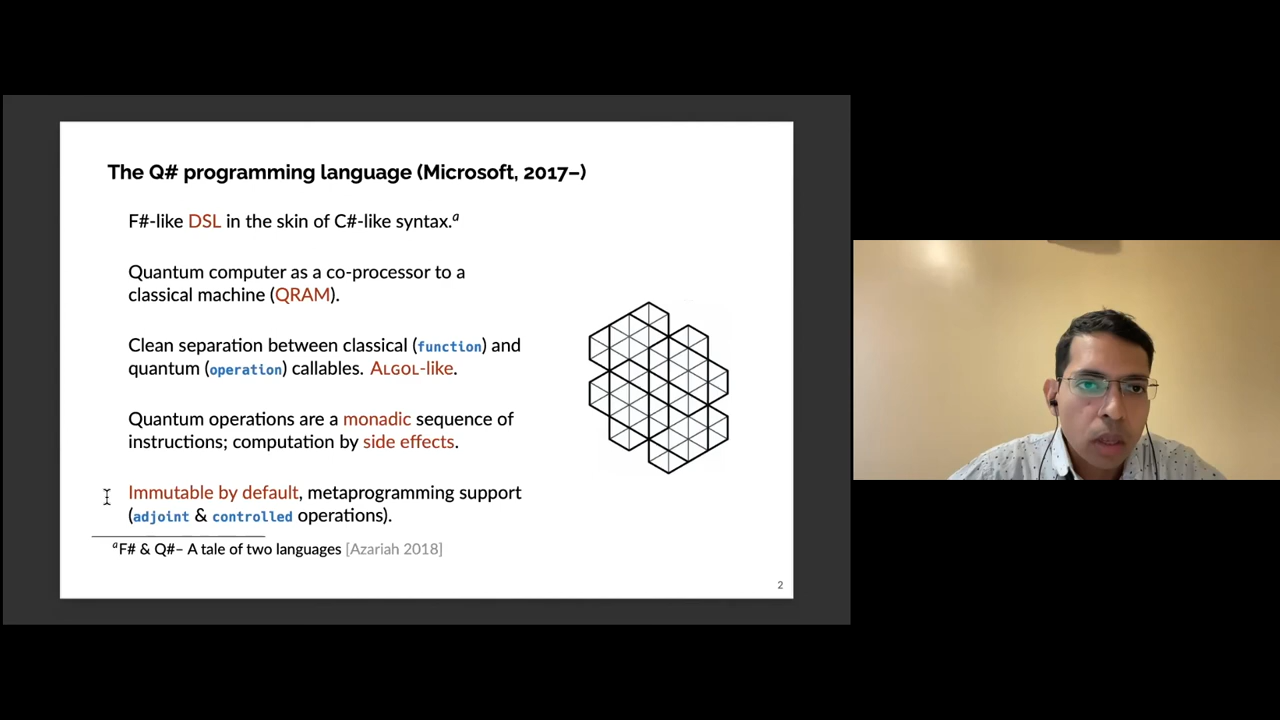 The Q# programming language (Microsoft, 2017–)
F#-like DSL in the skin of C#-like syntax.ᵃ
Quantum computer as a co-processor to a
classical machine (QRAM).
Clean separation between classical (function) and
quantum (operation) callables. ALGOL-like.
Quantum operations are a monadic sequence of
instructions; computation by side effects.
Immutable by default, metaprogramming support
(adjoint & controlled operations).
ᵃF# & Q#– A tale of two languages [Azariah 2018]
2